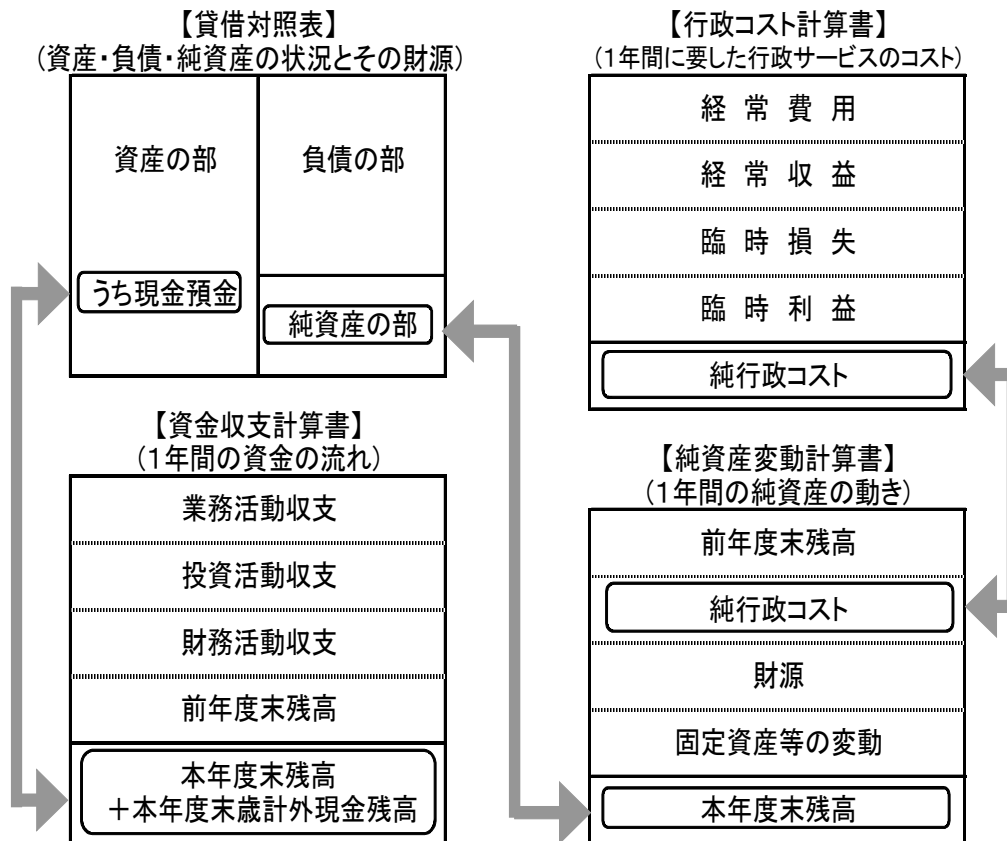 【貸借対照表】
(資産・負債・純資産の状況とその財源)
資産の部
負債の部
うち現金預金
純資産の部
【行政コスト計算書】
(1年間に要した行政サービスのコスト)
経 常 費 用
経 常 収 益
臨 時 損 失
臨 時 利 益
純行政コスト
【資金収支計算書】
(1年間の資金の流れ)
業務活動収支
投資活動収支
財務活動収支
前年度末残高
本年度末残高
+本年度末歳計外現金残高
【純資産変動計算書】
(1年間の純資産の動き)
前年度末残高
純行政コスト
財源
固定資産等の変動
本年度末残高